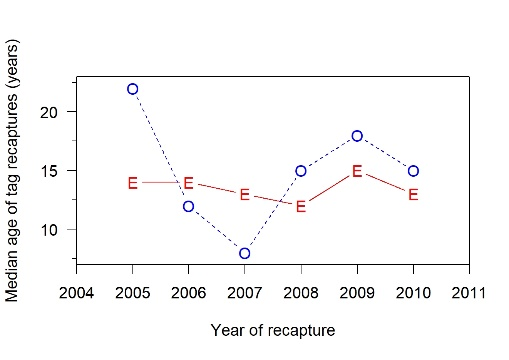 Median age of tag recaptures (years)
20
15
10
O
O
O
O
O
O
E
E
E
E
E
E
2004 2005 2006 2007 2008 2009 2010 2011
Year of recapture